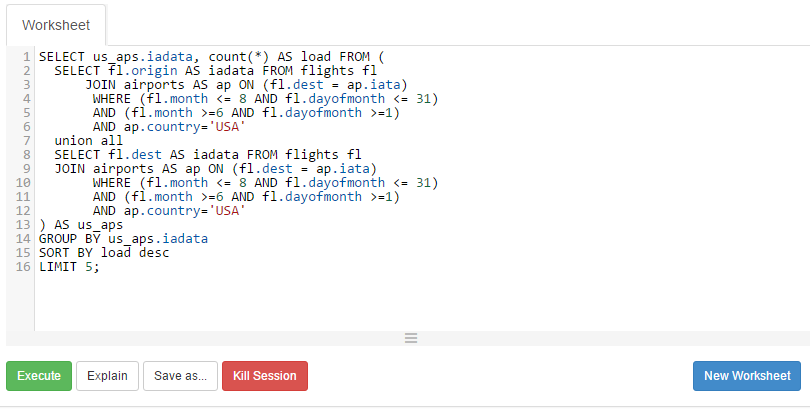 Worksheet
1 SELECT us_aps.iadata, count(*) AS load FROM (
2 SELECT fl.origin AS iadata FROM flights fl
3 JOIN airports AS ap ON (fl.dest = ap.iata)
4 WHERE (fl.month <= 8 AND fl.dayofmonth <= 31)
5 AND (fl.month >=6 AND fl.dayofmonth >=1)
6 AND ap.country='USA'
7 union all
8 SELECT fl.dest AS iadata FROM flights fl
9 JOIN airports AS ap ON (fl.dest = ap.iata)
10 WHERE (fl.month <= 8 AND fl.dayofmonth <= 31)
11 AND (fl.month >=6 AND fl.dayofmonth >=1)
12 AND ap.country='USA'
13 ) AS us_aps
14 GROUP BY us_aps.iadata
15 SORT BY load desc
16 LIMIT 5;
Execute Explain Save as... Kill Session New Worksheet